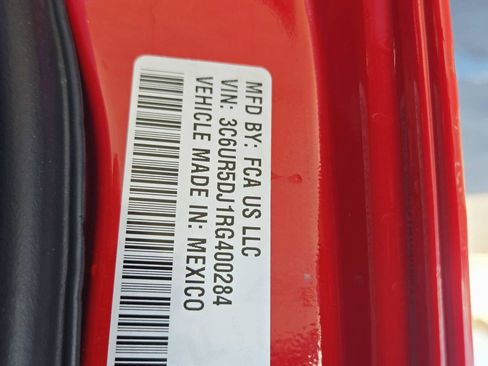 MFD BY: FCA US LLC
VIN: 3C6UR5DJ1RG400284
VEHICLE MADE IN: MEXICO